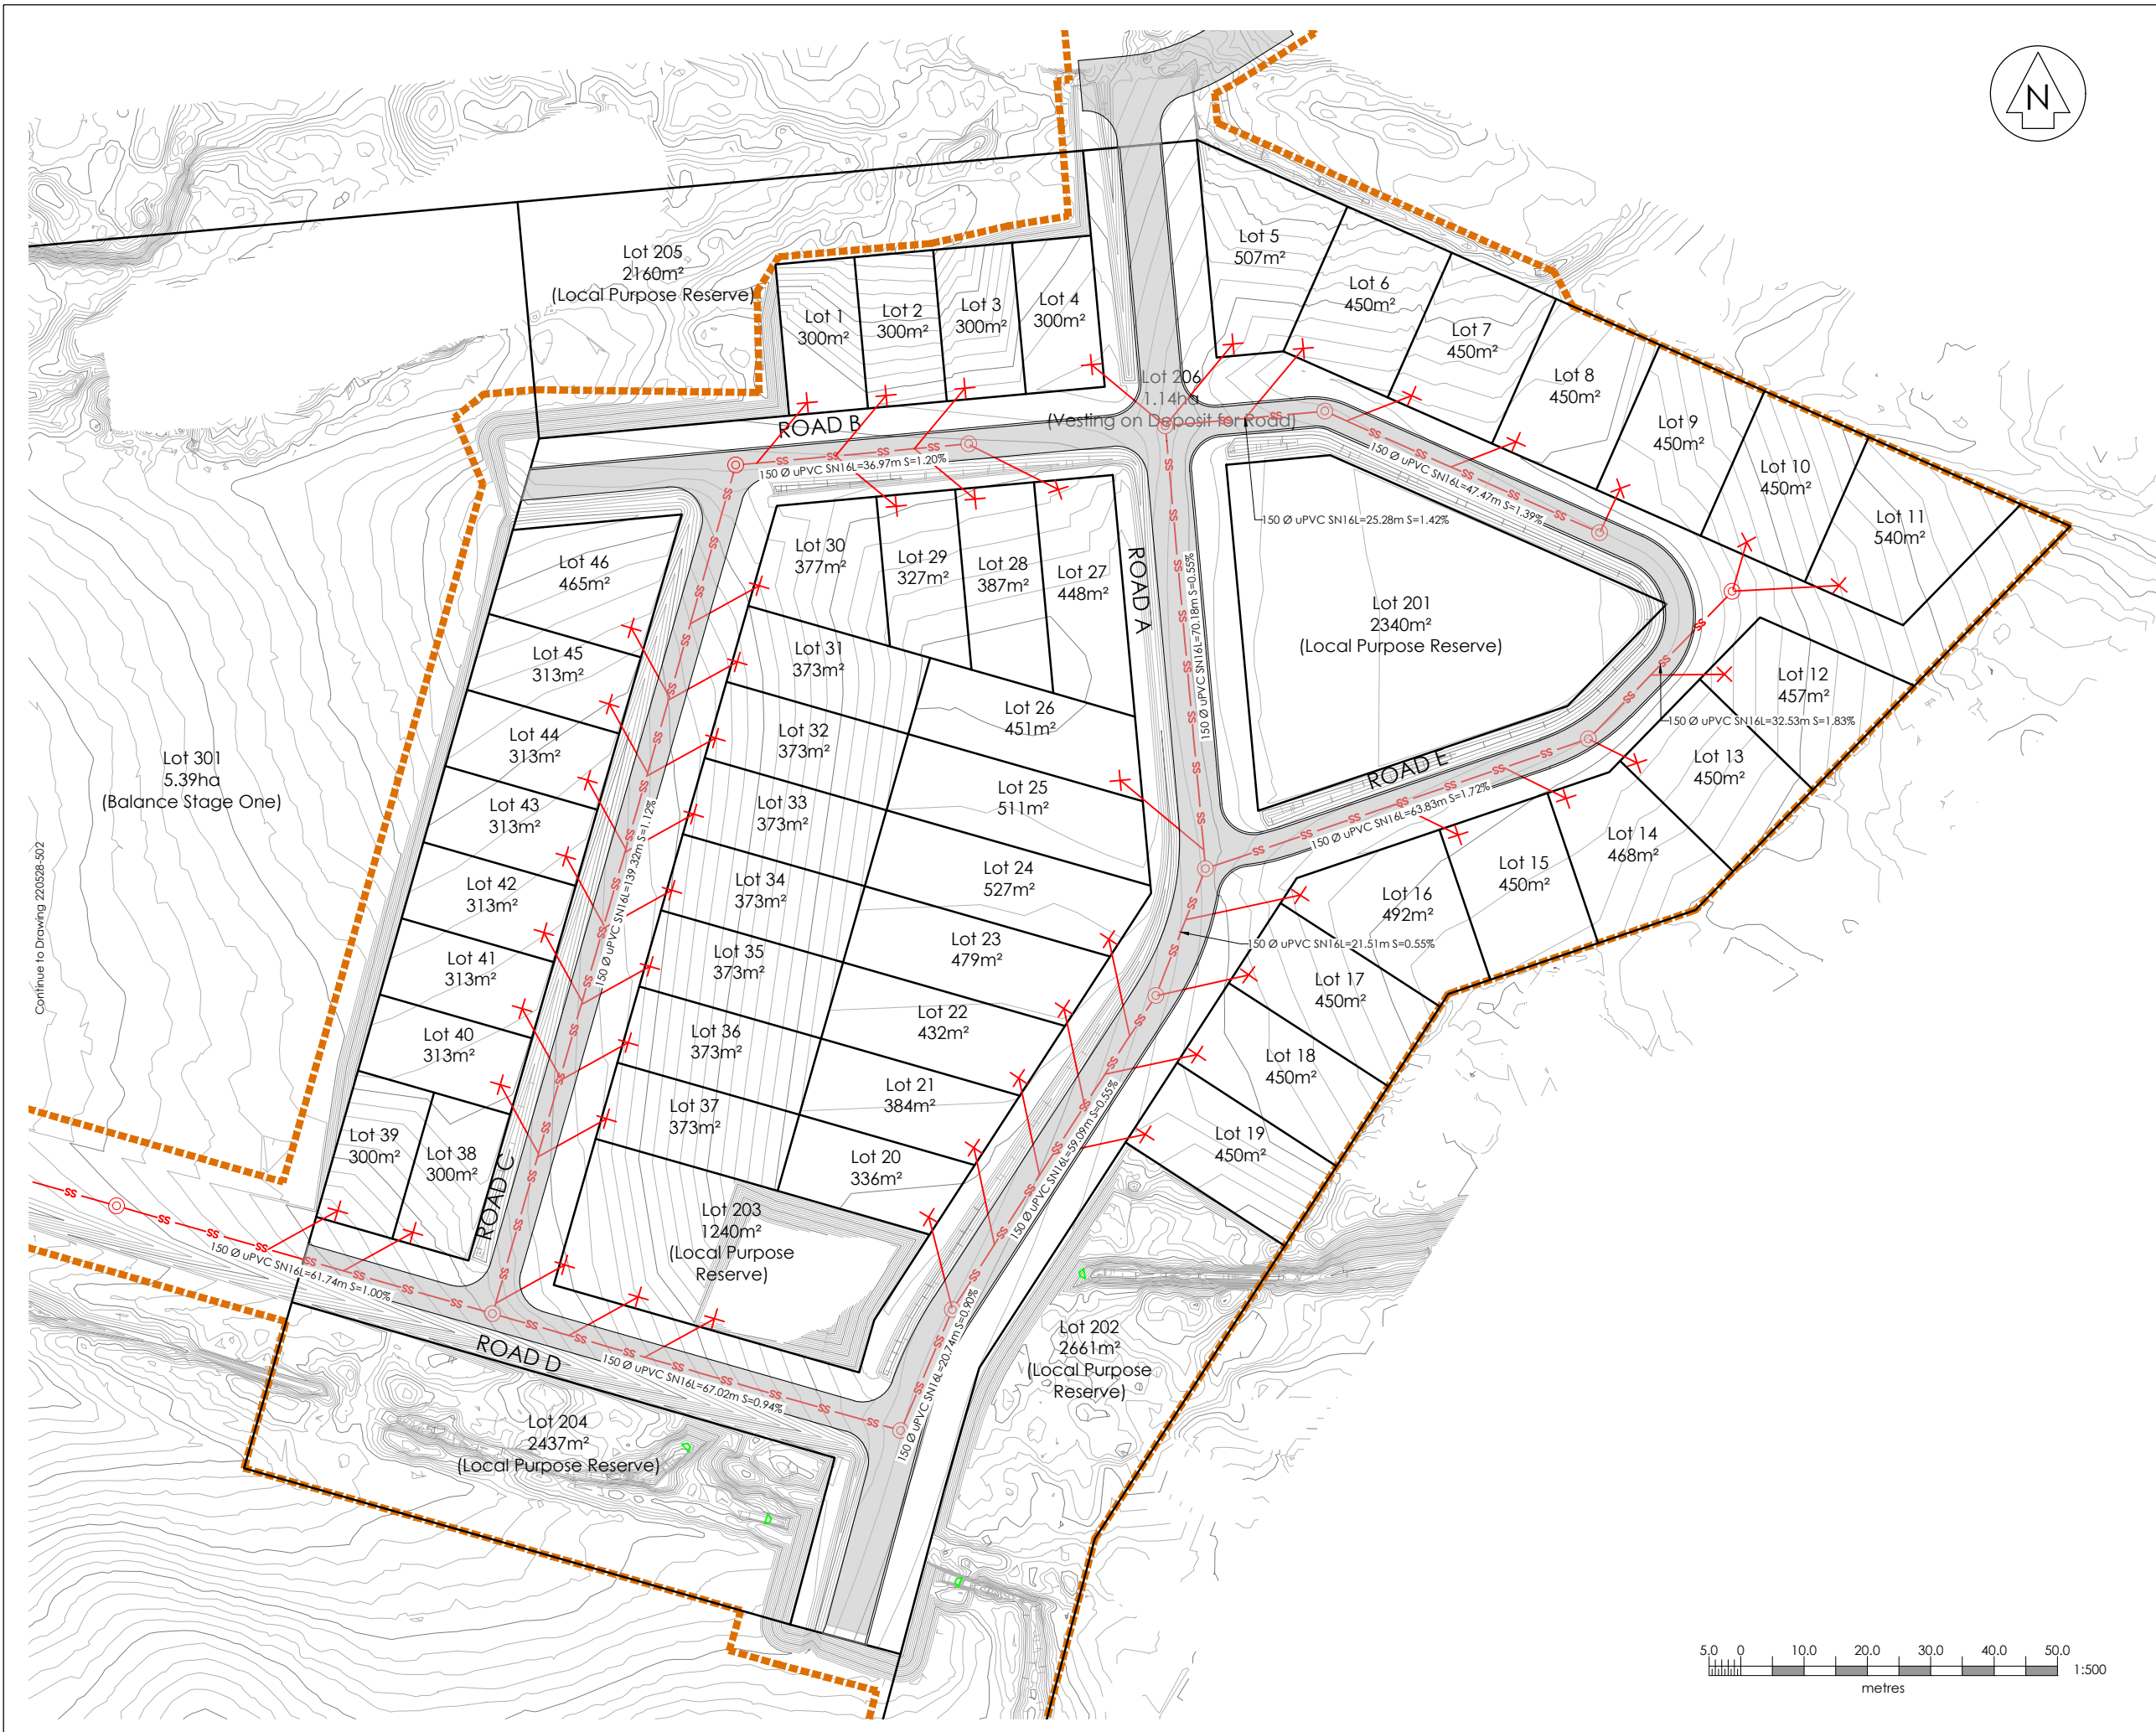 N
Lot 205
2160m²
(Local Purpose Reserve)
Lot 1
300m²
Lot 2
300m²
Lot 3
300m²
Lot 4
300m²
Lot 5
507m²
Lot 6
450m²
Lot 7
450m²
Lot 8
450m²
Lot 9
450m²
Lot 10
450m²
Lot 11
540m²
Lot 206
1.14ha
(Vesting on Deposit for Road)
ROAD B
150 Ø uPVC SN16L=36.97m S=1.20%
150 Ø uPVC SN16L=47.47m S=1.39%
150 Ø uPVC SN16L=25.28m S=1.42%
Lot 46
465m²
Lot 30
377m²
Lot 29
327m²
Lot 28
387m²
Lot 27
448m²
ROAD A
150 Ø uPVC SN16L=70.18m S=0.55%
Lot 201
2340m²
(Local Purpose Reserve)
Lot 12
457m²
150 Ø uPVC SN16L=32.53m S=1.83%
Lot 13
450m²
Lot 45
313m²
Lot 31
373m²
Lot 26
451m²
Lot 44
313m²
Lot 32
373m²
Lot 301
5.39ha
(Balance Stage One)
Lot 43
313m²
Lot 33
373m²
Lot 25
511m²
ROAD E
150 Ø uPVC SN16L=63.83m S=1.72%
Lot 14
468m²
Lot 15
450m²
Lot 16
492m²
Continue to Drawing 220528-502
150 Ø uPVC SN16L=139.32m S=1.12%
Lot 42
313m²
Lot 34
373m²
Lot 24
527m²
Lot 41
313m²
Lot 35
373m²
Lot 23
479m²
150 Ø uPVC SN16L=21.51m S=0.55%
Lot 17
450m²
Lot 40
313m²
Lot 36
373m²
Lot 22
432m²
Lot 18
450m²
Lot 21
384m²
150 Ø uPVC SN16L=59.09m S=0.55%
Lot 39
300m²
Lot 38
300m²
ROAD C
Lot 37
373m²
Lot 20
336m²
Lot 19
450m²
Lot 203
1240m²
(Local Purpose
Reserve)
150 Ø uPVC SN16L=61.74m S=1.00%
ROAD D
150 Ø uPVC SN16L=67.02m S=0.94%
150 Ø uPVC SN16L=20.74m S=0.90%
Lot 202
2661m²
(Local Purpose
Reserve)
Lot 204
2437m²
(Local Purpose Reserve)
5.0 0 10.0 20.0 30.0 40.0 50.0
1:500
metres